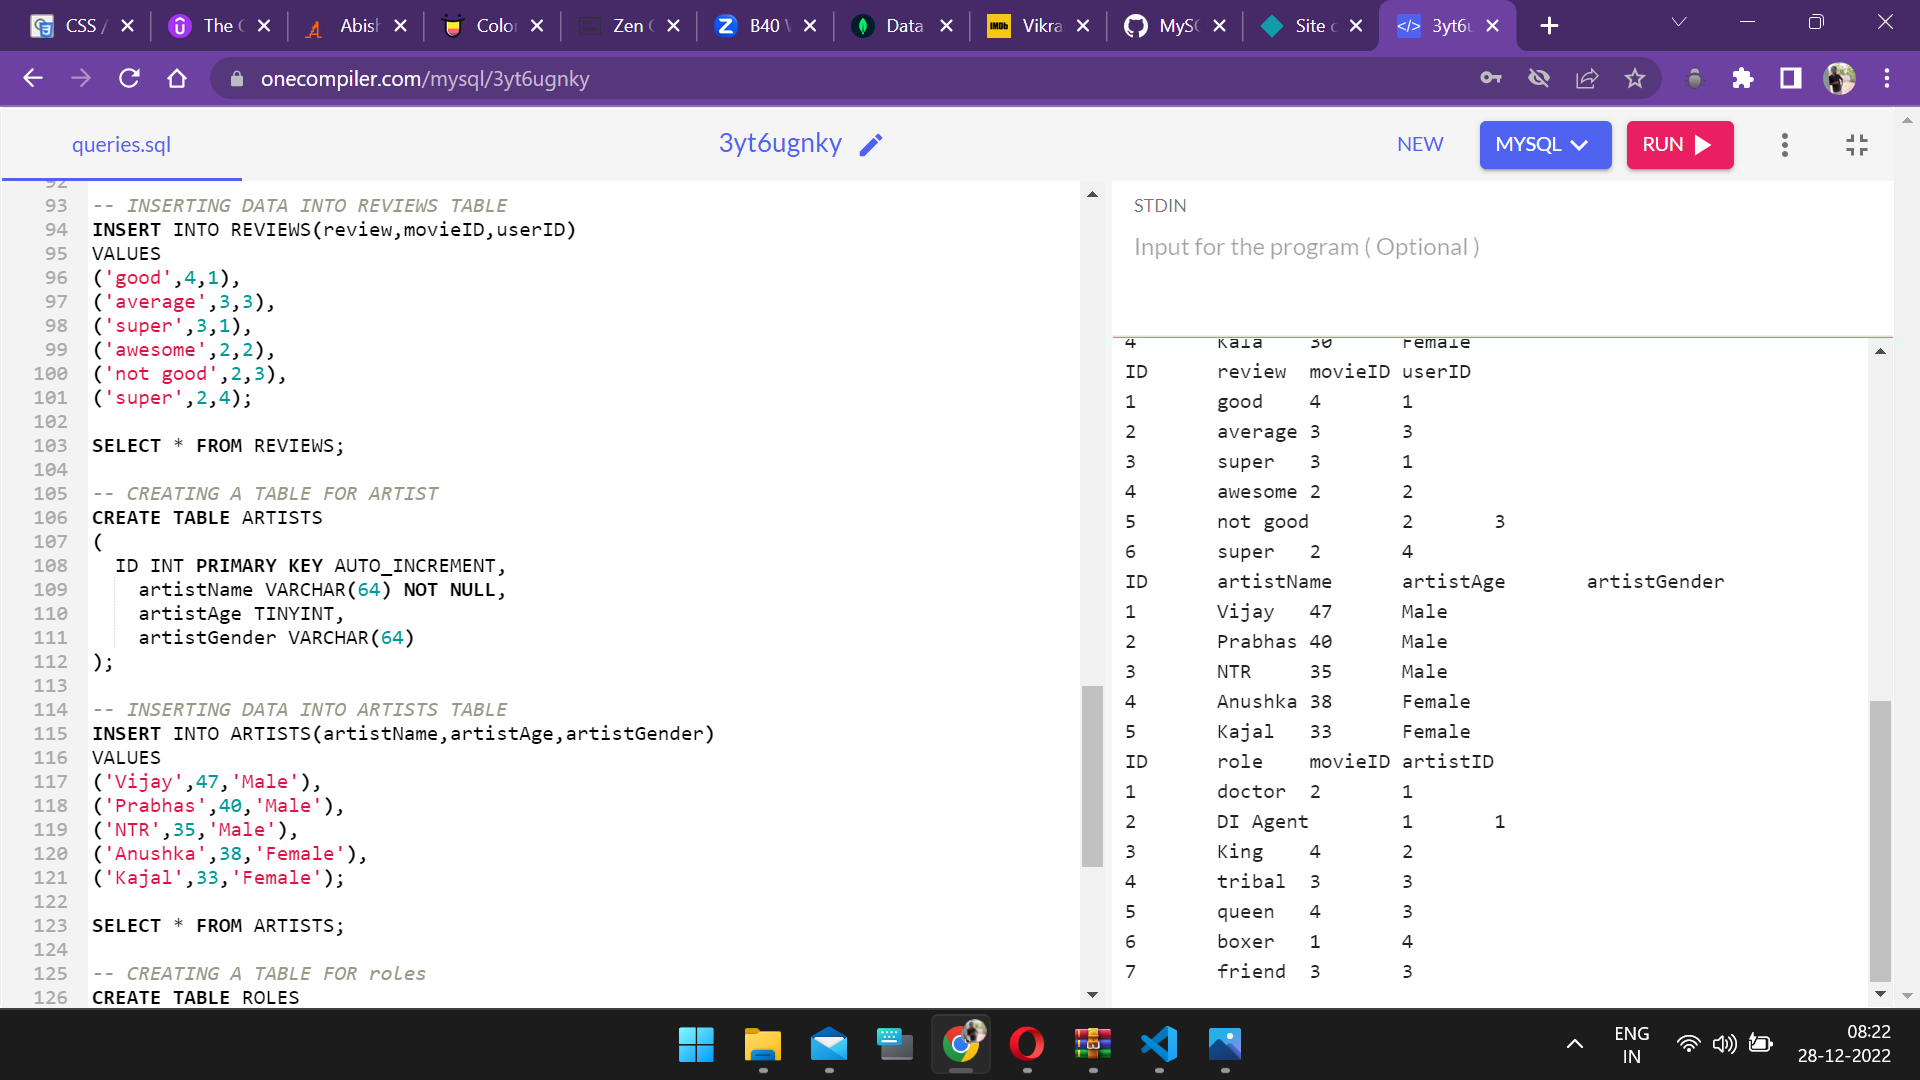 CSS /
The C
Abish
Color
Zen C
B40 V
Data
IMDb Vikra
MySC
Site c
3yt6u
onecompiler.com/mysql/3yt6ugnky
queries.sql
3yt6ugnky
NEW
MYSQL
RUN
92
93 -- INSERTING DATA INTO REVIEWS TABLE
94 INSERT INTO REVIEWS(review,movieID,userID)
95 VALUES
96 ('good',4,1),
97 ('average',3,3),
98 ('super',3,1),
99 ('awesome',2,2),
100 ('not good',2,3),
101 ('super',2,4);
102
103 SELECT * FROM REVIEWS;
104
105 -- CREATING A TABLE FOR ARTIST
106 CREATE TABLE ARTISTS
107 (
108 ID INT PRIMARY KEY AUTO_INCREMENT,
109 artistName VARCHAR(64) NOT NULL,
110 artistAge TINYINT,
111 artistGender VARCHAR(64)
112 );
113
114 -- INSERTING DATA INTO ARTISTS TABLE
115 INSERT INTO ARTISTS(artistName,artistAge,artistGender)
116 VALUES
117 ('Vijay',47,'Male'),
118 ('Prabhas',40,'Male'),
119 ('NTR',35,'Male'),
120 ('Anushka',38,'Female'),
121 ('Kajal',33,'Female');
122
123 SELECT * FROM ARTISTS;
124
125 -- CREATING A TABLE FOR roles
126 CREATE TABLE ROLES
STDIN
Input for the program ( Optional )
4 Kala 30 Female
ID review movieID userID
1 good 4 1
2 average 3 3
3 super 3 1
4 awesome 2 2
5 not good 2 3
6 super 2 4
ID artistName artistAge artistGender
1 Vijay 47 Male
2 Prabhas 40 Male
3 NTR 35 Male
4 Anushka 38 Female
5 Kajal 33 Female
ID role movieID artistID
1 doctor 2 1
2 DI Agent 1 1
3 King 4 2
4 tribal 3 3
5 queen 4 3
6 boxer 1 4
7 friend 3 3
ENG
IN
08:22
28-12-2022